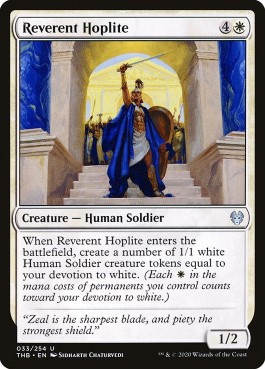 Reverent Hoplite 4
Creature — Human Soldier
When Reverent Hoplite enters the
battlefield, create a number of 1/1 white
Human Soldier creature tokens equal to
your devotion to white. (Each in the
mana costs of permanents you control counts
toward your devotion to white.)
"Zeal is the sharpest blade, and piety the
strongest shield."
1/2
033/254 U
THB • EN SIDHARTH CHATURVEDI
™ & © 2020 Wizards of the Coast